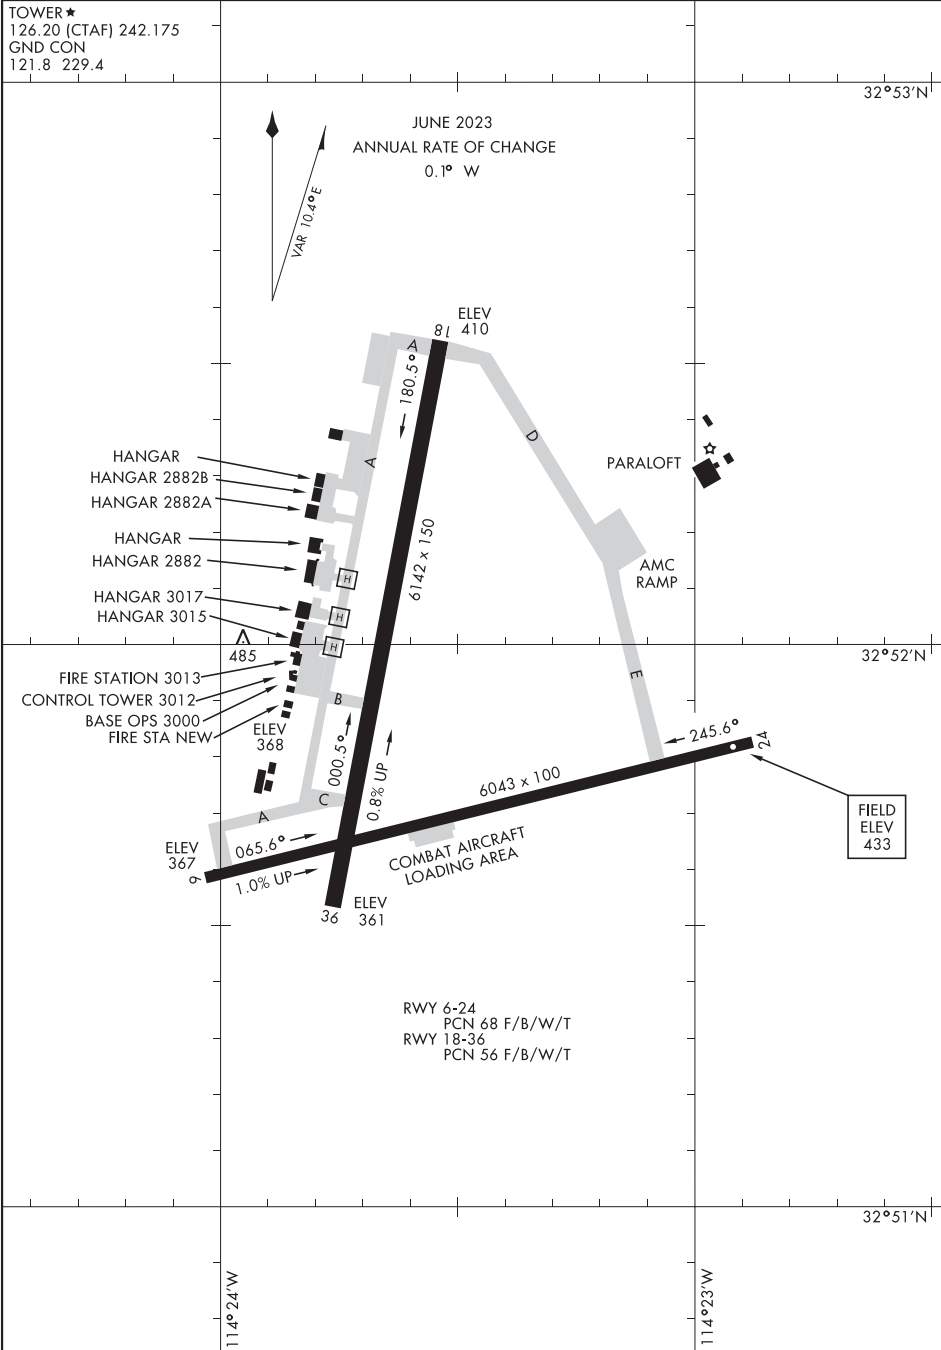 TOWER★
126.20 (CTAF) 242.175
GND CON
121.8 229.4
32°53'N
JUNE 2023
ANNUAL RATE OF CHANGE
0.1° W
VAR 10.4°E
ELEV
410
18
A
180.5°
A
D
HANGAR
HANGAR 2882B
HANGAR 2882A
HANGAR
HANGAR 2882
HANGAR 3017
HANGAR 3015
PARALOFT
6142 x 150
AMC
RAMP
H
H
H
485
32°52'N
FIRE STATION 3013
CONTROL TOWER 3012
BASE OPS 3000
FIRE STA NEW
ELEV
368
B
E
000.5°
0.8% UP
245.6°
24
6043 x 100
C
A
FIELD
ELEV
433
ELEV
367
6
065.6°
1.0% UP
COMBAT AIRCRAFT
LOADING AREA
36
ELEV
361
RWY 6-24
PCN 68 F/B/W/T
RWY 18-36
PCN 56 F/B/W/T
32°51'N
114°24'W
114°23'W